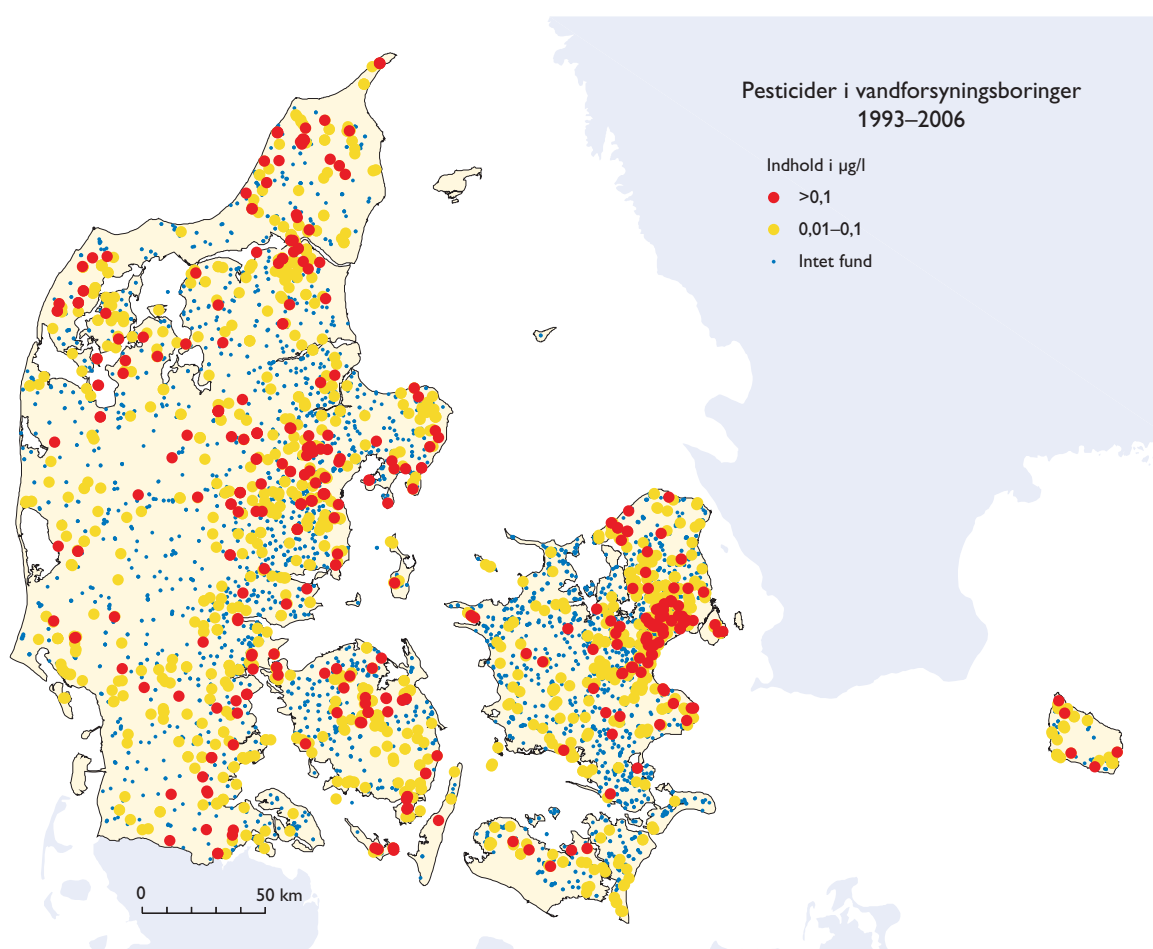 Pesticider i vandforsyningsboringer
1993–2006
Indhold i µg/l
>0,1
0,01–0,1
Intet fund
0 50 km